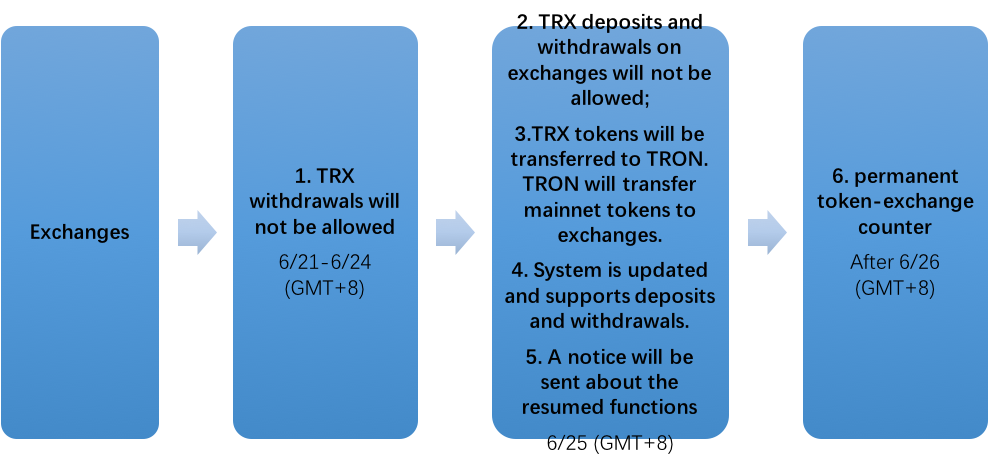 Exchanges
1. TRX
withdrawals will
not be allowed
6/21-6/24
(GMT+8)
2. TRX deposits and
withdrawals on
exchanges will not be
allowed;
3.TRX tokens will be
transferred to TRON.
TRON will transfer
mainnet tokens to
exchanges.
4. System is updated
and supports deposits
and withdrawals.
5. A notice will be
sent about the
resumed functions
6/25 (GMT+8)
6. permanent
token-exchange
counter
After 6/26
(GMT+8)